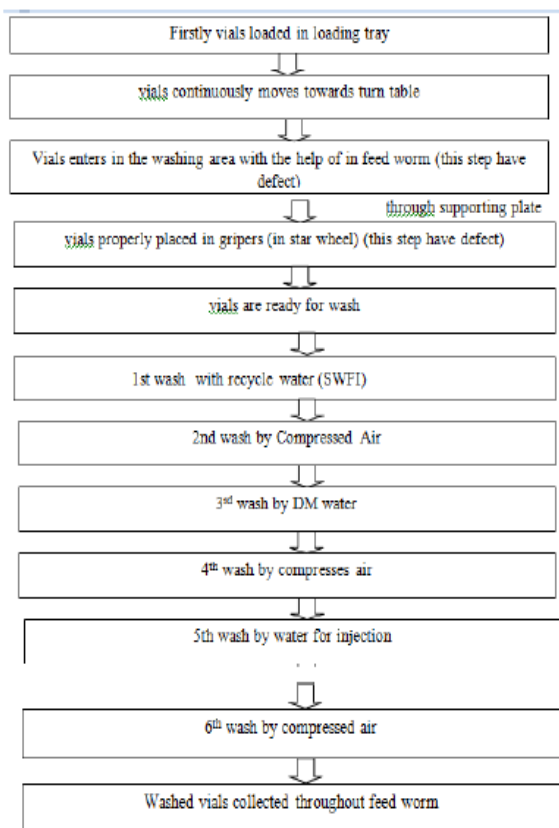 Firstly vials loaded in loading tray
vials continuously moves towards turn table
Vials enters in the washing area with the help of in feed worm (this step have
defect)
through supporting plate
vials properly placed in gripers (in star wheel) (this step have defect)
vials are ready for wash
1st wash with recycle water (SWFI)
2nd wash by Compressed Air
3rd wash by DM water
4th wash by compresses air
5th wash by water for injection
6th wash by compressed air
Washed vials collected throughout feed worm